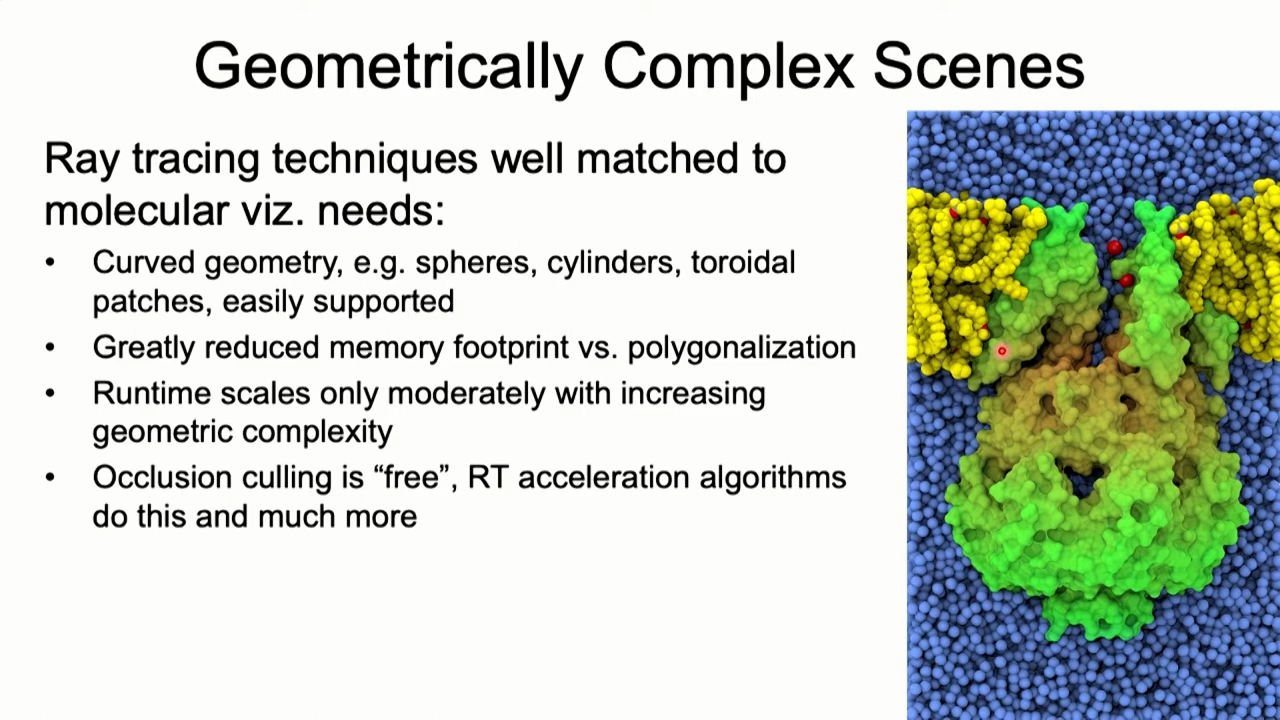 Geometrically Complex Scenes
Ray tracing techniques well matched to
molecular viz. needs:
• Curved geometry, e.g. spheres, cylinders, toroidal
patches, easily supported
• Greatly reduced memory footprint vs. polygonalization
• Runtime scales only moderately with increasing
geometric complexity
• Occlusion culling is “free”, RT acceleration algorithms
do this and much more